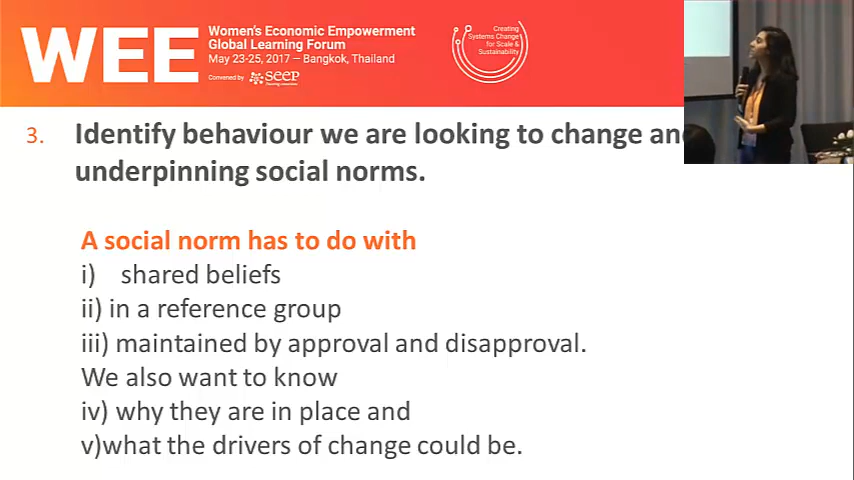 WEE
Women's Economic Empowerment
Global Learning Forum
May 23-25, 2017 – Bangkok, Thailand
Convened by SEEP
Creating
Systems Change
for Scale &
Sustainability
3. Identify behaviour we are looking to change an
underpinning social norms.
A social norm has to do with
i) shared beliefs
ii) in a reference group
iii) maintained by approval and disapproval.
We also want to know
iv) why they are in place and
v)what the drivers of change could be.